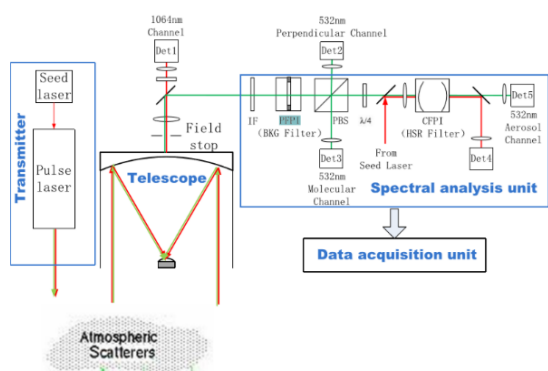 1064nm
Channel
Det1
532nm
Perpendicular Channel
Det2
Transmitter
Seed
laser
Pulse
laser
Field
stop
Telescope
IF
PFPI
(BKG Filter)
PBS
λ/4
CFPI
(HSR Filter)
Det5
532nm
Aerosol
Channel
From
Seed Laser
Det4
Det3
532nm
Molecular
Channel
Spectral analysis unit
Data acquisition unit
Atmospheric
Scatterers